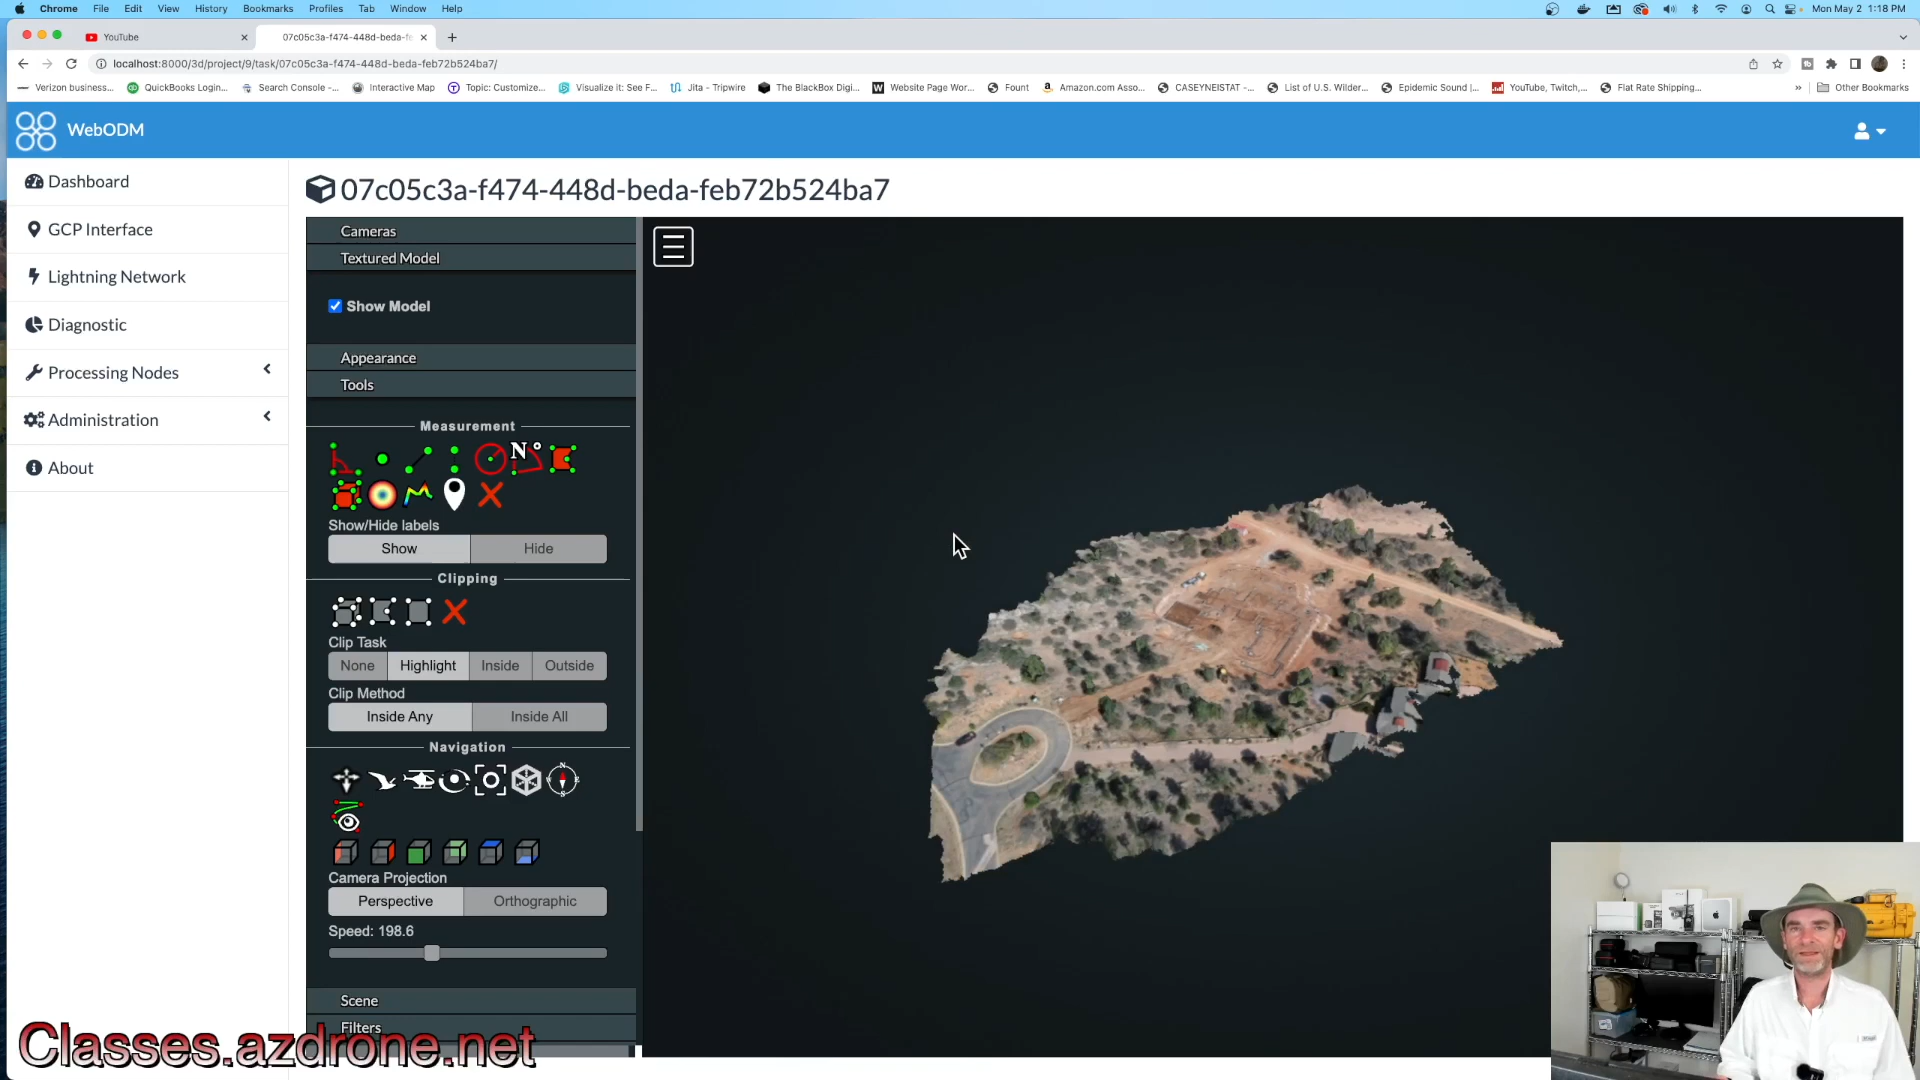 Chrome File Edit View History Bookmarks Profiles Tab Window Help Mon May 2 1:18 PM
YouTube 07c05c3a-f474-448d-beda-fe
localhost:8000/3d/project/9/task/07c05c3a-f474-448d-beda-feb72b524ba7/
Verizon business... QuickBooks Login... Search Console -... Interactive Map Topic: Customize... Visualize it: See F... Jita - Tripwire The BlackBox Digi... Website Page Wor... Fount Amazon.com Asso... CASEYNEISTAT -... List of U.S. Wilder... Epidemic Sound |... YouTube, Twitch,... Flat Rate Shipping... » Other Bookmarks
WebODM
Dashboard
GCP Interface
Lightning Network
Diagnostic
Processing Nodes
Administration
About
07c05c3a-f474-448d-beda-feb72b524ba7
Cameras
Textured Model
Show Model
Appearance
Tools
Measurement
N°
Show/Hide labels
Show Hide
Clipping
Clip Task
None Highlight Inside Outside
Clip Method
Inside Any Inside All
Navigation
N
W E
S
Camera Projection
Perspective Orthographic
Speed: 198.6
Scene
Filters
Classes.azdrone.net